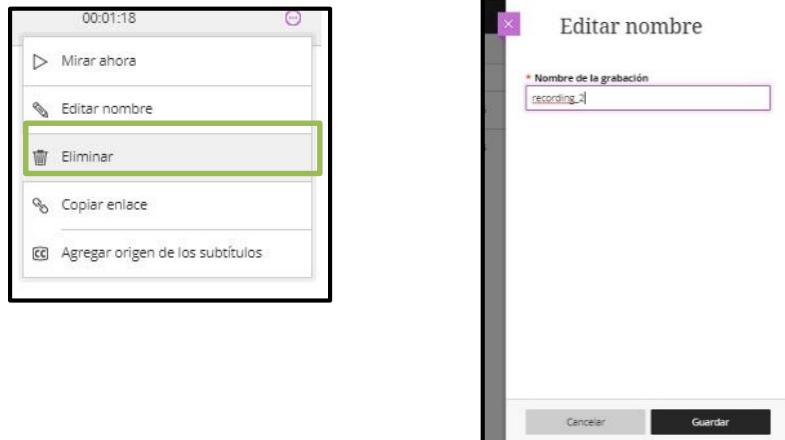 00:01:18
Mirar ahora
Editar nombre
Eliminar
Copiar enlace
CC Agregar origen de los subtítulos
Editar nombre
* Nombre de la grabación
recording_2
Cancelar
Guardar